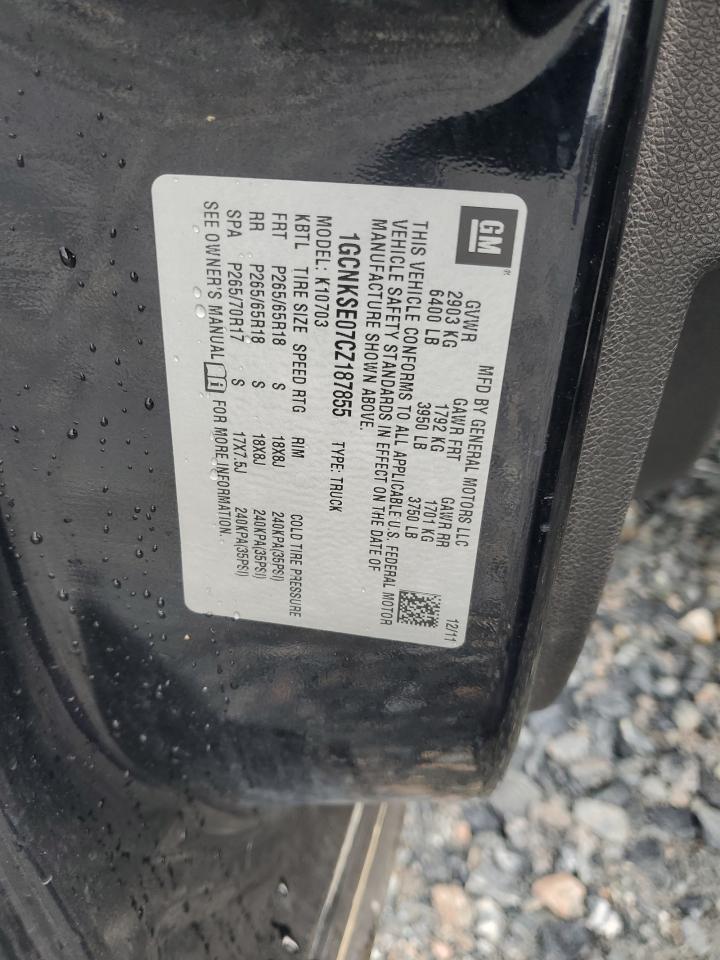 GM ®
MFD BY GENERAL MOTORS LLC 12/11
GVWR GAWR FRT GAWR RR
2903 KG 1792 KG 1701 KG
6400 LB 3950 LB 3750 LB
THIS VEHICLE CONFORMS TO ALL APPLICABLE U.S. FEDERAL MOTOR
VEHICLE SAFETY STANDARDS IN EFFECT ON THE DATE OF
MANUFACTURE SHOWN ABOVE.
1GCNKSE07CZ187855 TYPE: TRUCK
MODEL: K10703
KBTL TIRE SIZE SPEED RTG RIM COLD TIRE PRESSURE
FRT P265/65R18 S 18X8J 240KPA(35PSI)
RR P265/65R18 S 18X8J 240KPA(35PSI)
SPA P265/70R17 S 17X7.5J 240KPA(35PSI)
SEE OWNER'S MANUAL FOR MORE INFORMATION.